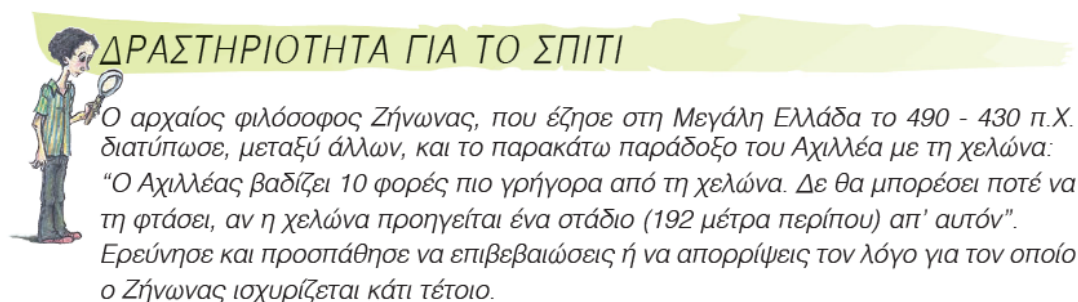 ΔΡΑΣΤΗΡΙΟΤΗΤΑ ΓΙΑ ΤΟ ΣΠΙΤΙ
Ο αρχαίος φιλόσοφος Ζήνωνας, που έζησε στη Μεγάλη Ελλάδα το 490 - 430 π.Χ.
διατύπωσε, μεταξύ άλλων, και το παρακάτω παράδοξο του Αχιλλέα με τη χελώνα:
“Ο Αχιλλέας βαδίζει 10 φορές πιο γρήγορα από τη χελώνα. Δε θα μπορέσει ποτέ να
τη φτάσει, αν η χελώνα προηγείται ένα στάδιο (192 μέτρα περίπου) απ’ αυτόν”.
Ερεύνησε και προσπάθησε να επιβεβαιώσεις ή να απορρίψεις τον λόγο για τον οποίο
ο Ζήνωνας ισχυρίζεται κάτι τέτοιο.